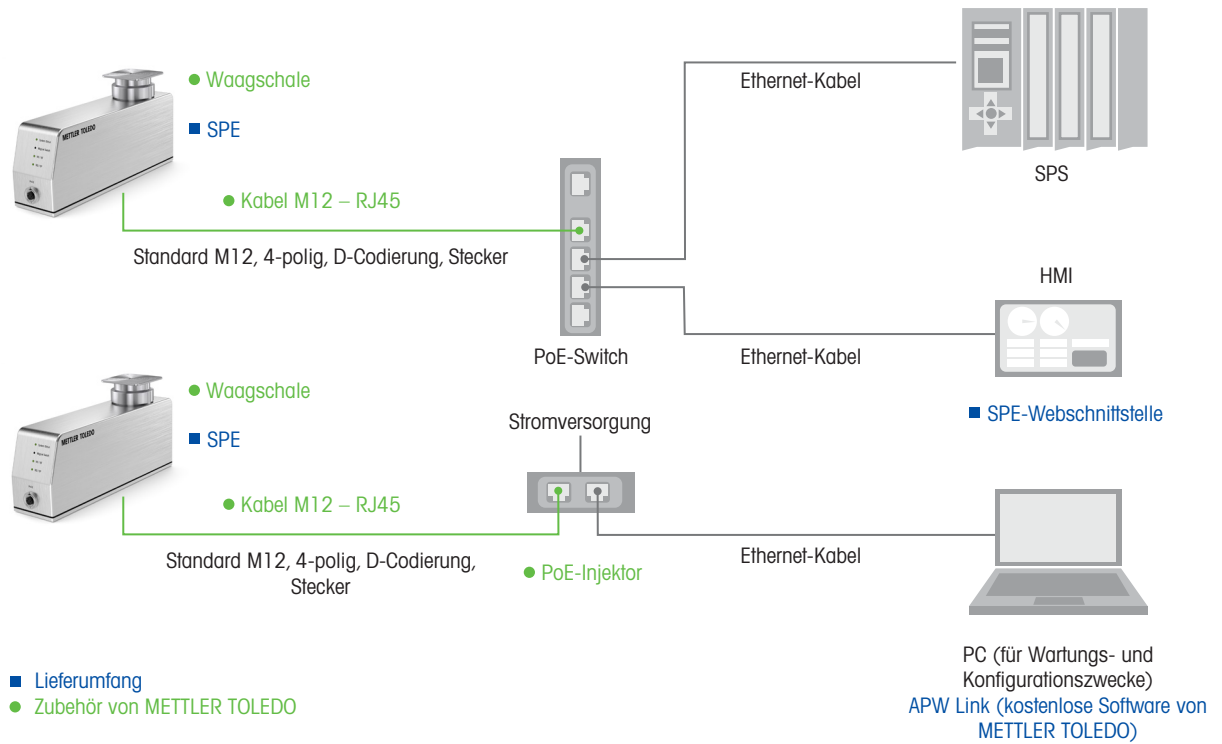 Waagschale
SPE
METTLER TOLEDO
Kabel M12 – RJ45
Standard M12, 4-polig, D-Codierung, Stecker
PoE-Switch
Ethernet-Kabel
SPS
HMI
Ethernet-Kabel
SPE-Webschnittstelle
Waagschale
SPE
METTLER TOLEDO
Kabel M12 – RJ45
Standard M12, 4-polig, D-Codierung,
Stecker
Stromversorgung
PoE-Injektor
Ethernet-Kabel
PC (für Wartungs- und
Konfigurationszwecke)
APW Link (kostenlose Software von
METTLER TOLEDO)
Lieferumfang
Zubehör von METTLER TOLEDO